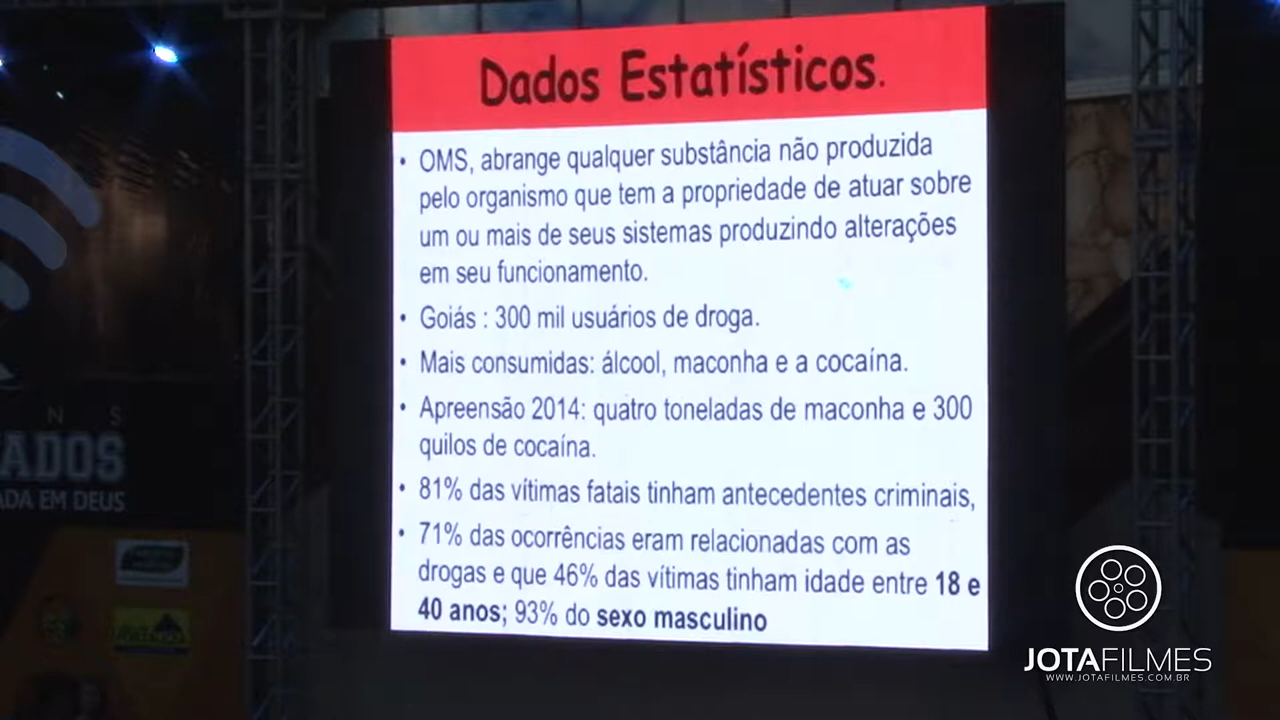 Dados Estatísticos.
• OMS, abrange qualquer substância não produzida
pelo organismo que tem a propriedade de atuar sobre
um ou mais de seus sistemas produzindo alterações
em seu funcionamento.
• Goiás : 300 mil usuários de droga.
• Mais consumidas: álcool, maconha e a cocaína.
• Apreensão 2014: quatro toneladas de maconha e 300
quilos de cocaína.
• 81% das vítimas fatais tinham antecedentes criminais,
• 71% das ocorrências eram relacionadas com as
drogas e que 46% das vítimas tinham idade entre 18 e
40 anos; 93% do sexo masculino
N S
ADOS
ADA EM DEUS
JOTAFILMES
WWW.JOTAFILMES.COM.BR